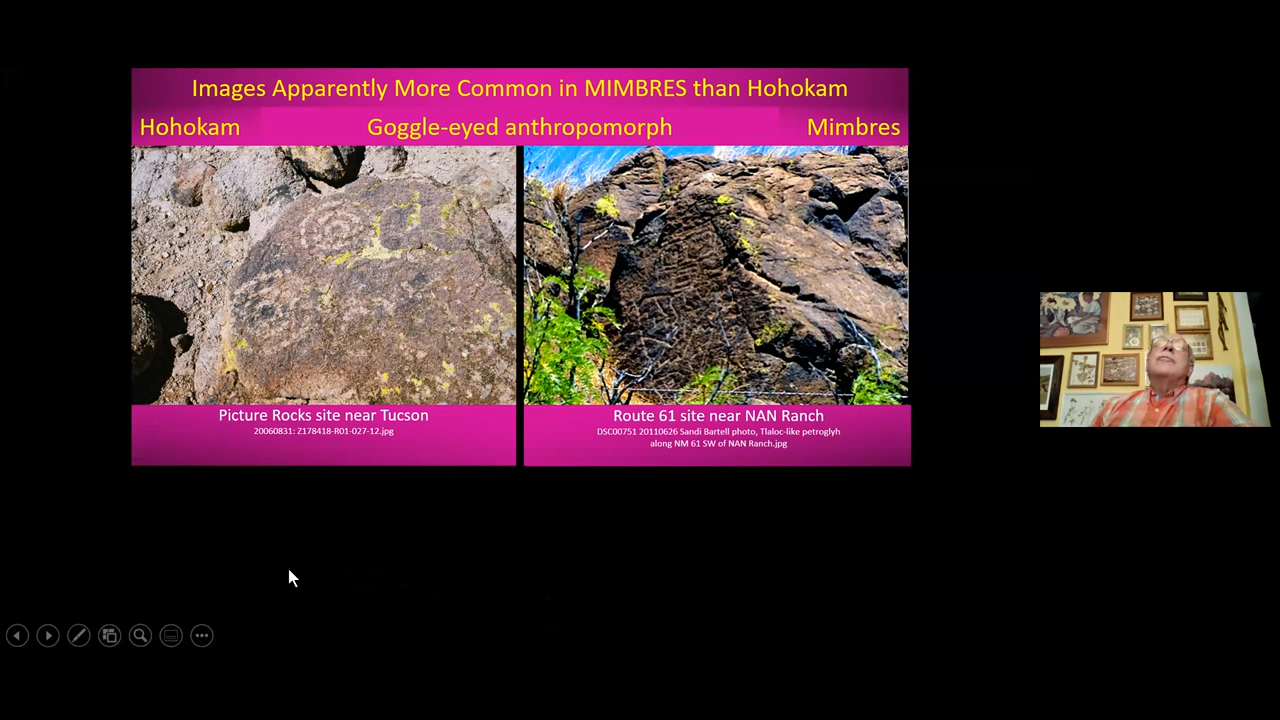 Images Apparently More Common in MIMBRES than Hohokam
Hohokam
Goggle-eyed anthropomorph
Mimbres
Picture Rocks site near Tucson
20060831: Z178418-R01-027-12.jpg
Route 61 site near NAN Ranch
DSC00751 20110626 Sandi Bartell photo, Tlaloc-like petroglyh
along NM 61 SW of NAN Ranch.jpg